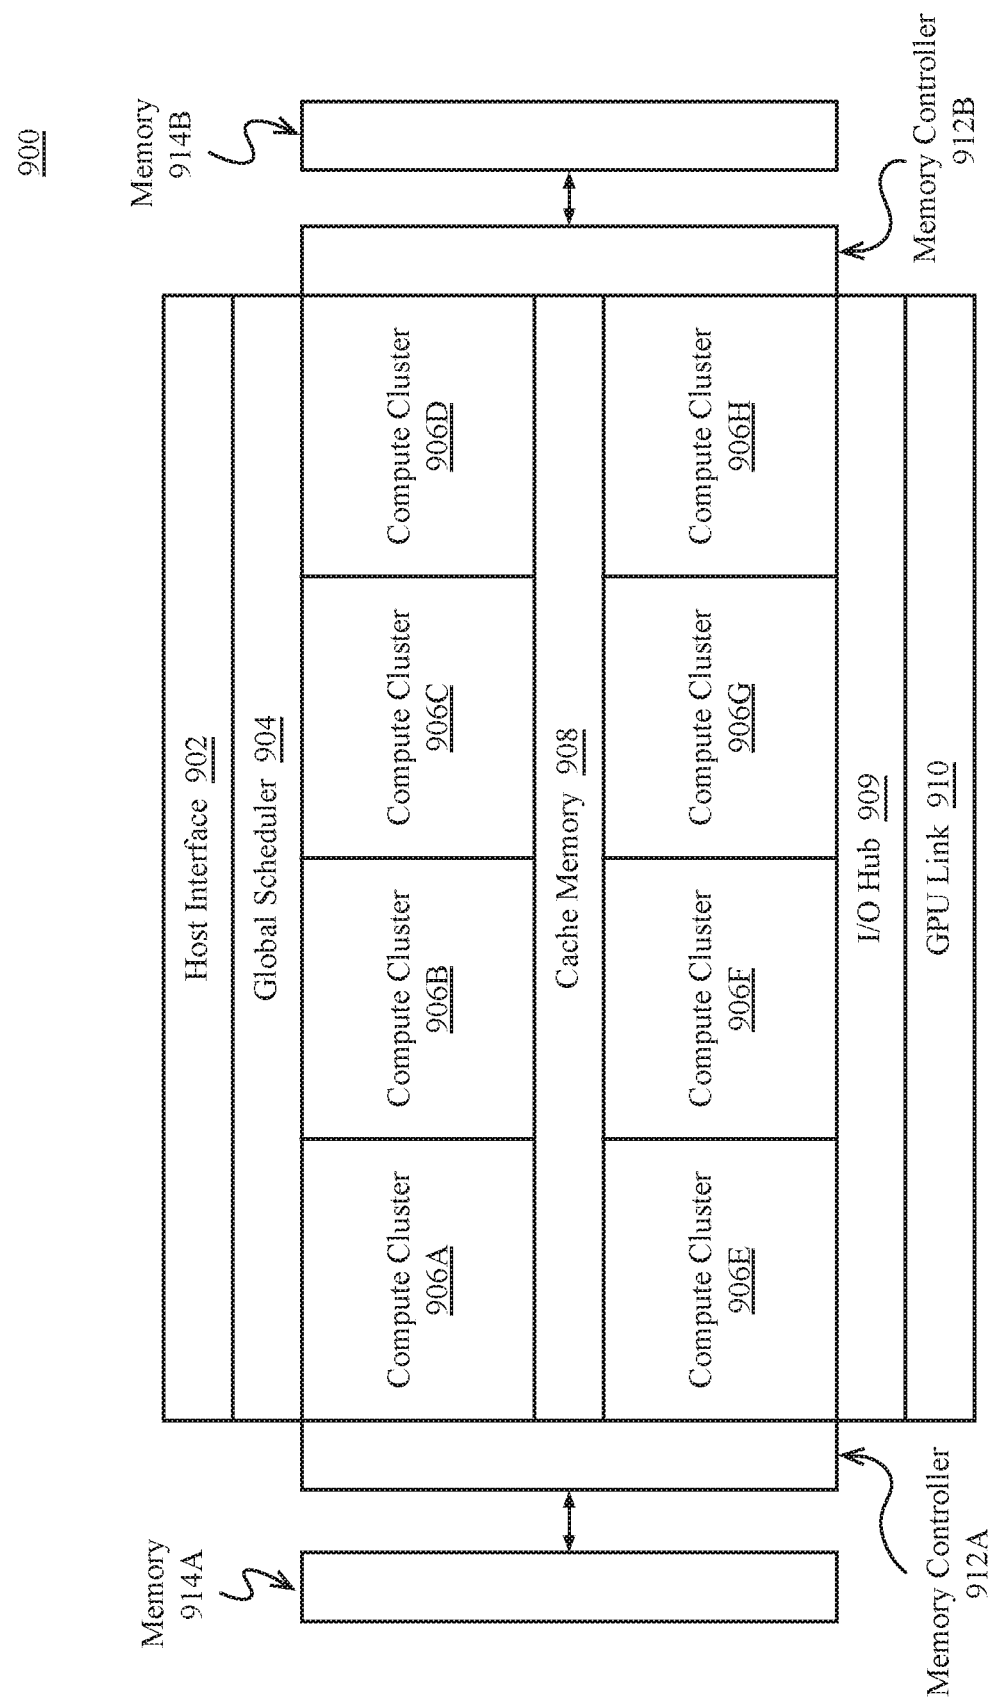 900
Memory
914A
Memory
914B
Host Interface 902
Global Scheduler 904
Compute Cluster
906A
Compute Cluster
906B
Compute Cluster
906C
Compute Cluster
906D
Cache Memory 908
Compute Cluster
906E
Compute Cluster
906F
Compute Cluster
906G
Compute Cluster
906H
I/O Hub 909
GPU Link 910
Memory Controller
912A
Memory Controller
912B